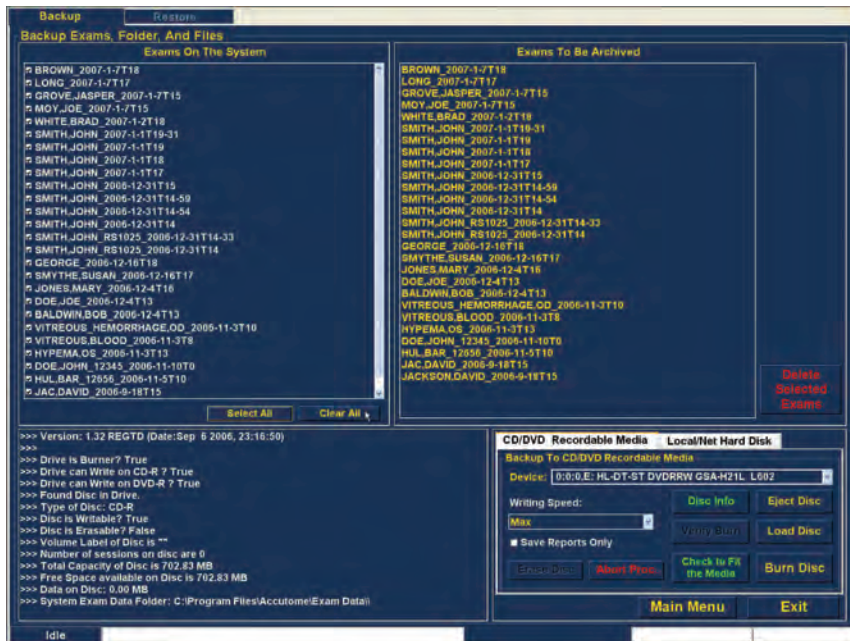 Backup
Restore
Backup Exams, Folder, And Files
Exams On The System
BROWN_2007-1-7T18
LONG_2007-1-7T17
GROVE,JASPER_2007-1-7T15
MOY,JOE_2007-1-7T15
WHITE,BRAD_2007-1-2T18
SMITH,JOHN_2007-1-1T19-31
SMITH,JOHN_2007-1-1T19
SMITH,JOHN_2007-1-1T18
SMITH,JOHN_2007-1-1T17
SMITH,JOHN_2006-12-31T15
SMITH,JOHN_2006-12-31T14-59
SMITH,JOHN_2006-12-31T14-54
SMITH,JOHN_2006-12-31T14
SMITH,JOHN_RS1025_2006-12-31T14-33
SMITH,JOHN_RS1025_2006-12-31T14
GEORGE_2006-12-16T18
SMYTHE,SUSAN_2006-12-16T17
JONES,MARY_2006-12-4T16
DOE,JOE_2006-12-4T13
BALDWIN,BOB_2006-12-4T13
VITREOUS_HEMORRHAGE,OD_2006-11-3T10
VITREOUS,BLOOD_2006-11-3T8
HYPEMA,OS_2006-11-3T13
DOE,JOHN_12345_2006-11-10T0
HUL,BAR_12656_2006-11-5T10
JAC,DAVID_2006-9-18T15
Select All
Clear All
Exams To Be Archived
BROWN_2007-1-7T18
LONG_2007-1-7T17
GROVE,JASPER_2007-1-7T15
MOY,JOE_2007-1-7T15
WHITE,BRAD_2007-1-2T18
SMITH,JOHN_2007-1-1T19-31
SMITH,JOHN_2007-1-1T19
SMITH,JOHN_2007-1-1T18
SMITH,JOHN_2007-1-1T17
SMITH,JOHN_2006-12-31T15
SMITH,JOHN_2006-12-31T14-59
SMITH,JOHN_2006-12-31T14-54
SMITH,JOHN_2006-12-31T14
SMITH,JOHN_RS1025_2006-12-31T14-33
SMITH,JOHN_RS1025_2006-12-31T14
GEORGE_2006-12-16T18
SMYTHE,SUSAN_2006-12-16T17
JONES,MARY_2006-12-4T16
DOE,JOE_2006-12-4T13
BALDWIN,BOB_2006-12-4T13
VITREOUS_HEMORRHAGE,OD_2006-11-3T10
VITREOUS,BLOOD_2006-11-3T8
HYPEMA,OS_2006-11-3T13
DOE,JOHN_12345_2006-11-10T0
HUL,BAR_12656_2006-11-5T10
JAC,DAVID_2006-9-18T15
JACKSON,DAVID_2006-9-18T15
Delete
Selected
Exams
>>> Version: 1.32 REGTD (Date:Sep 6 2006, 23:16:50)
>>>
>>> Drive is Burner? True
>>> Drive can Write on CD-R ? True
>>> Drive can Write on DVD-R ? True
>>> Found Disc in Drive.
>>> Type of Disc: CD-R
>>> Disc is Writable? True
>>> Disc is Erasable? False
>>> Volume Label of Disc is ""
>>> Number of sessions on disc are 0
>>> Total Capacity of Disc is 702.83 MB
>>> Free Space available on Disc is 702.83 MB
>>> Data on Disc: 0.00 MB
>>> System Exam Data Folder: C:\Program Files\Accutome\Exam Data\\
CD/DVD Recordable Media
Local/Net Hard Disk
Backup To CD/DVD Recordable Media
Device: 0:0:0,E: HL-DT-ST DVDRRW GSA-H21L L602
Writing Speed:
Max
Save Reports Only
Erase Disc
Abort Proc.
Disc Info
Eject Disc
Verify Burn
Load Disc
Check to Fit
the Media
Burn Disc
Main Menu
Exit
Idle